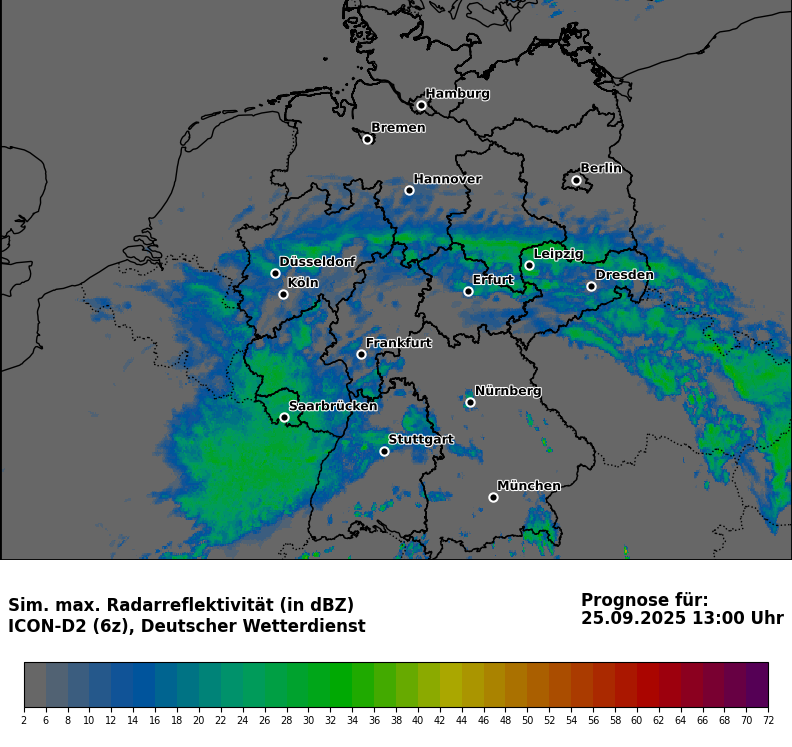 Hamburg
Bremen
Berlin
Hannover
Leipzig
Düsseldorf
Dresden
Köln
Erfurt
Frankfurt
Nürnberg
Saarbrücken
Stuttgart
München
Sim. max. Radarreflektivität (in dBZ)
ICON-D2 (6z), Deutscher Wetterdienst
Prognose für:
25.09.2025 13:00 Uhr
2 6 8 10 12 14 16 18 20 22 24 26 28 30 32 34 36 38 40 42 44 46 48 50 52 54 56 58 60 62 64 66 68 70 72